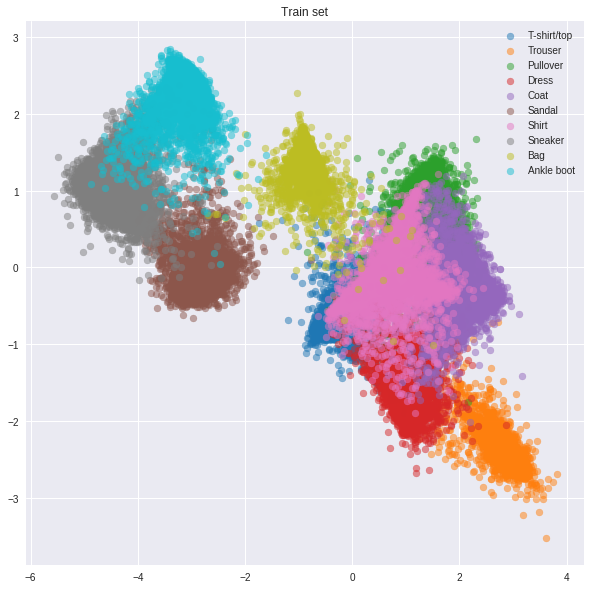 Train set
T-shirt/top
Trouser
Pullover
Dress
Coat
Sandal
Shirt
Sneaker
Bag
Ankle boot
3
2
1
0
−1
−2
−3
−6 −4 −2 0 2 4